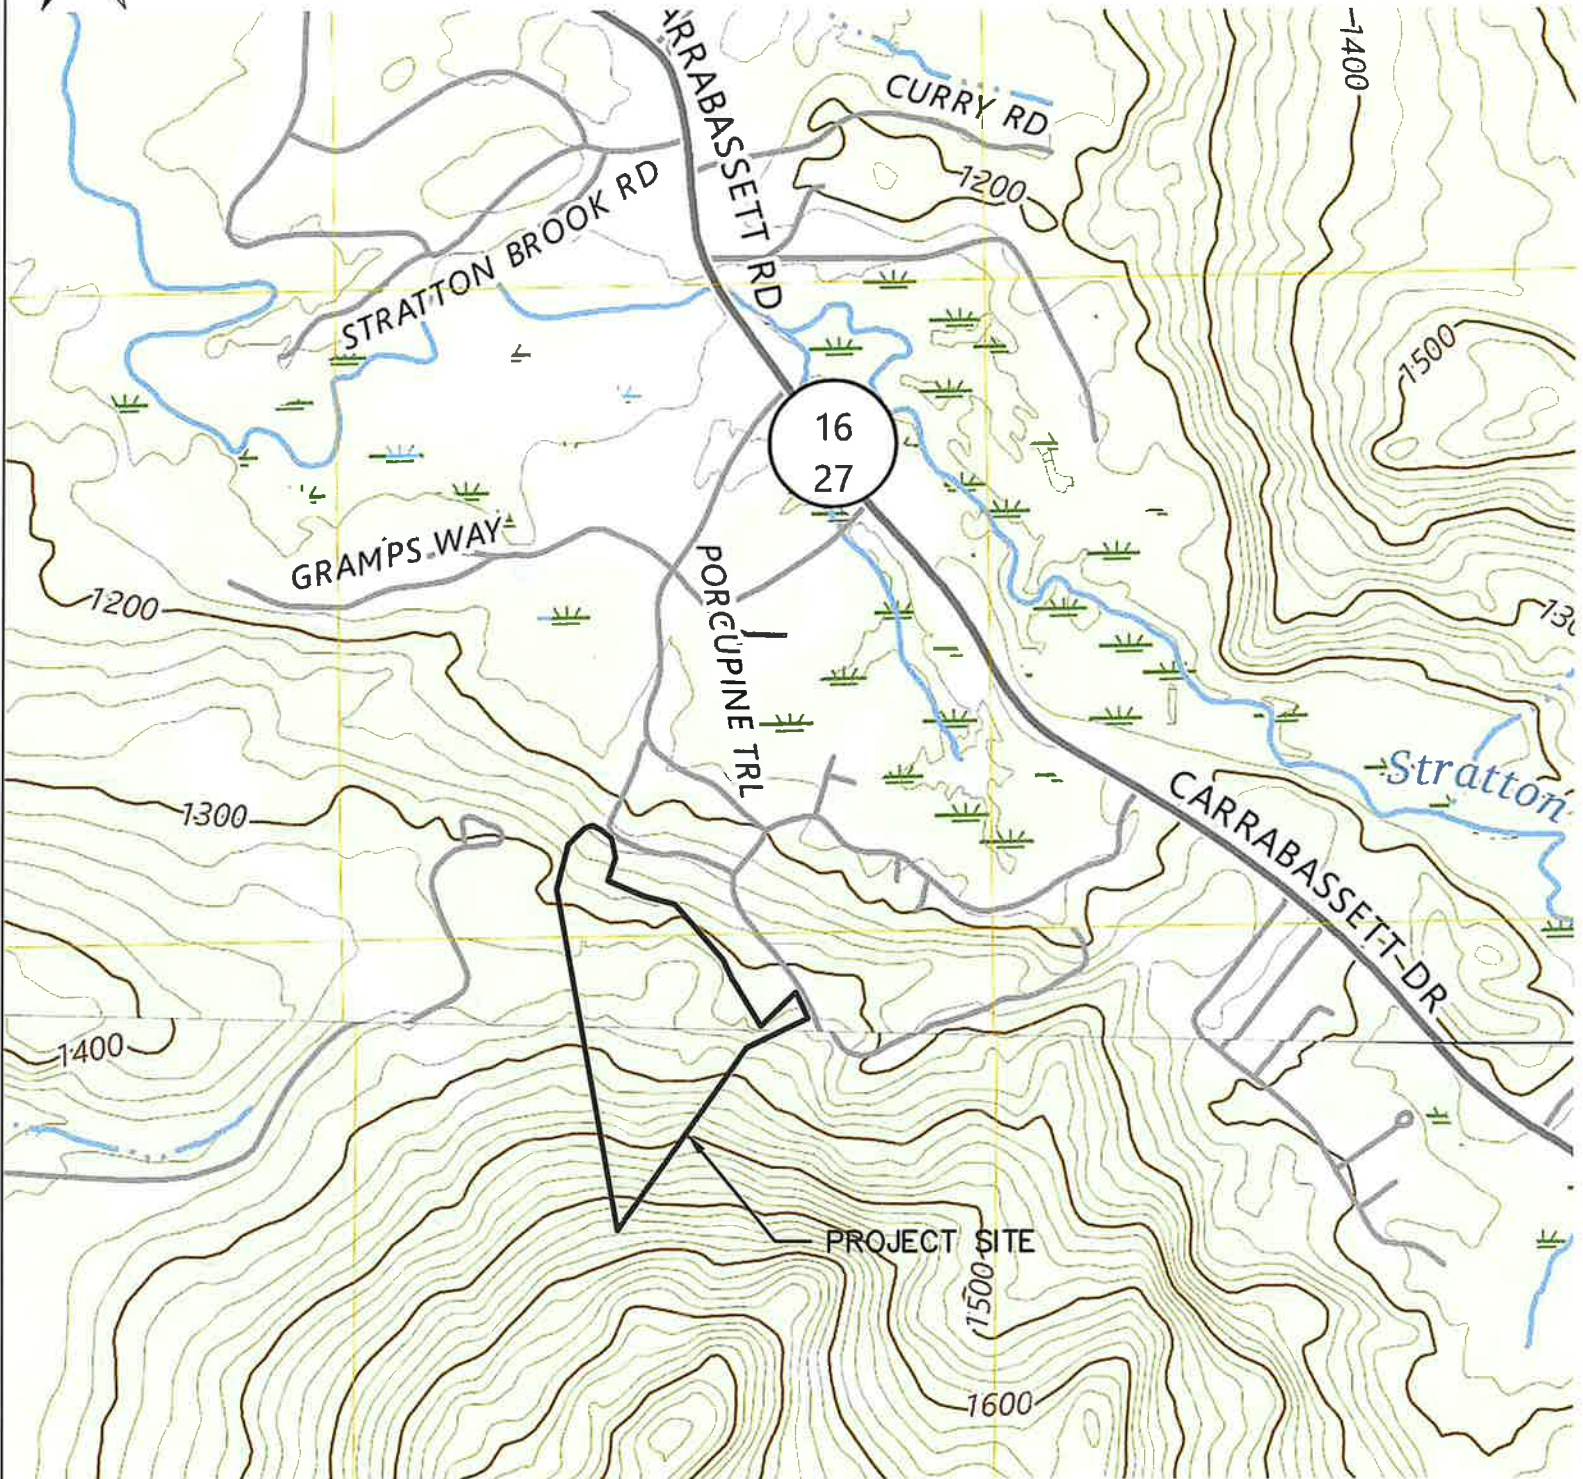 ARRABASSETT RD
1400
CURRY RD
1200
STRATTON BROOK RD
1500
16
27
GRAMPS WAY
PORCUPINE TRL
1200
130
Stratton
1300
CARRABASSETT DR
1400
PROJECT SITE
1500
1600